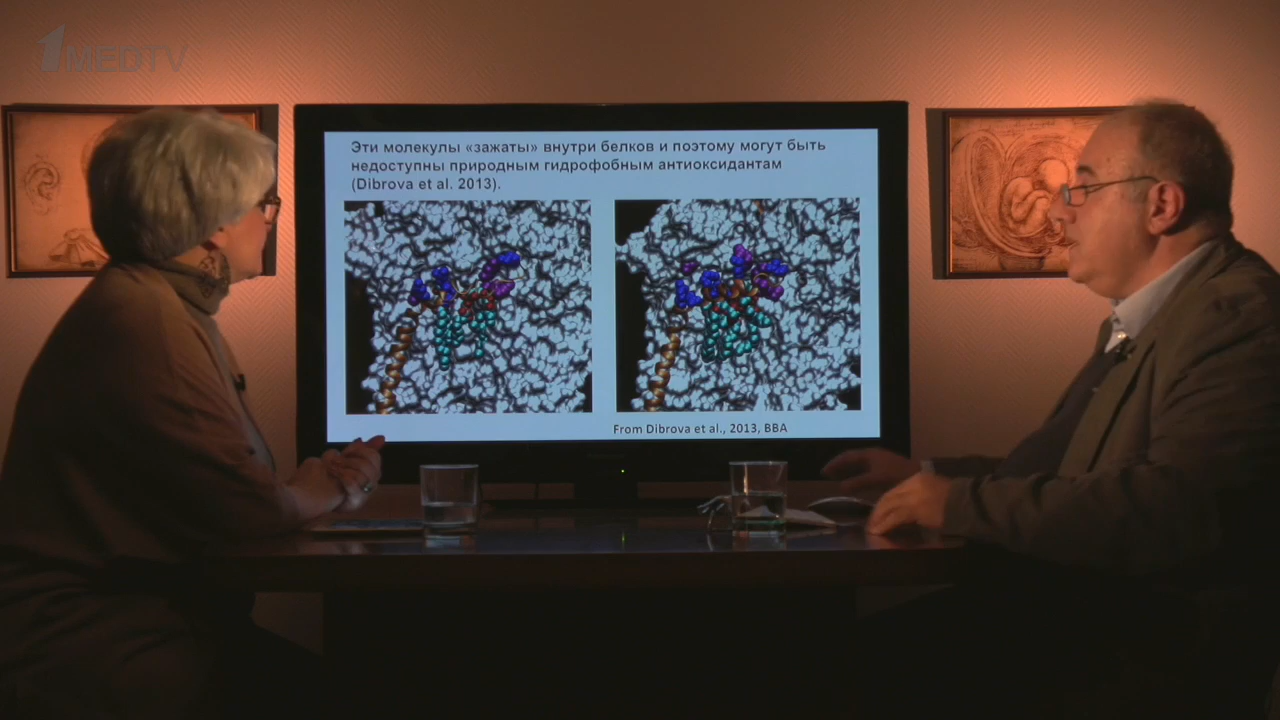 1MEDTV
Эти молекулы «зажаты» внутри белков и поэтому могут быть
недоступны природным гидрофобным антиоксидантам
(Dibrova et al. 2013).
From Dibrova et al., 2013, BBA